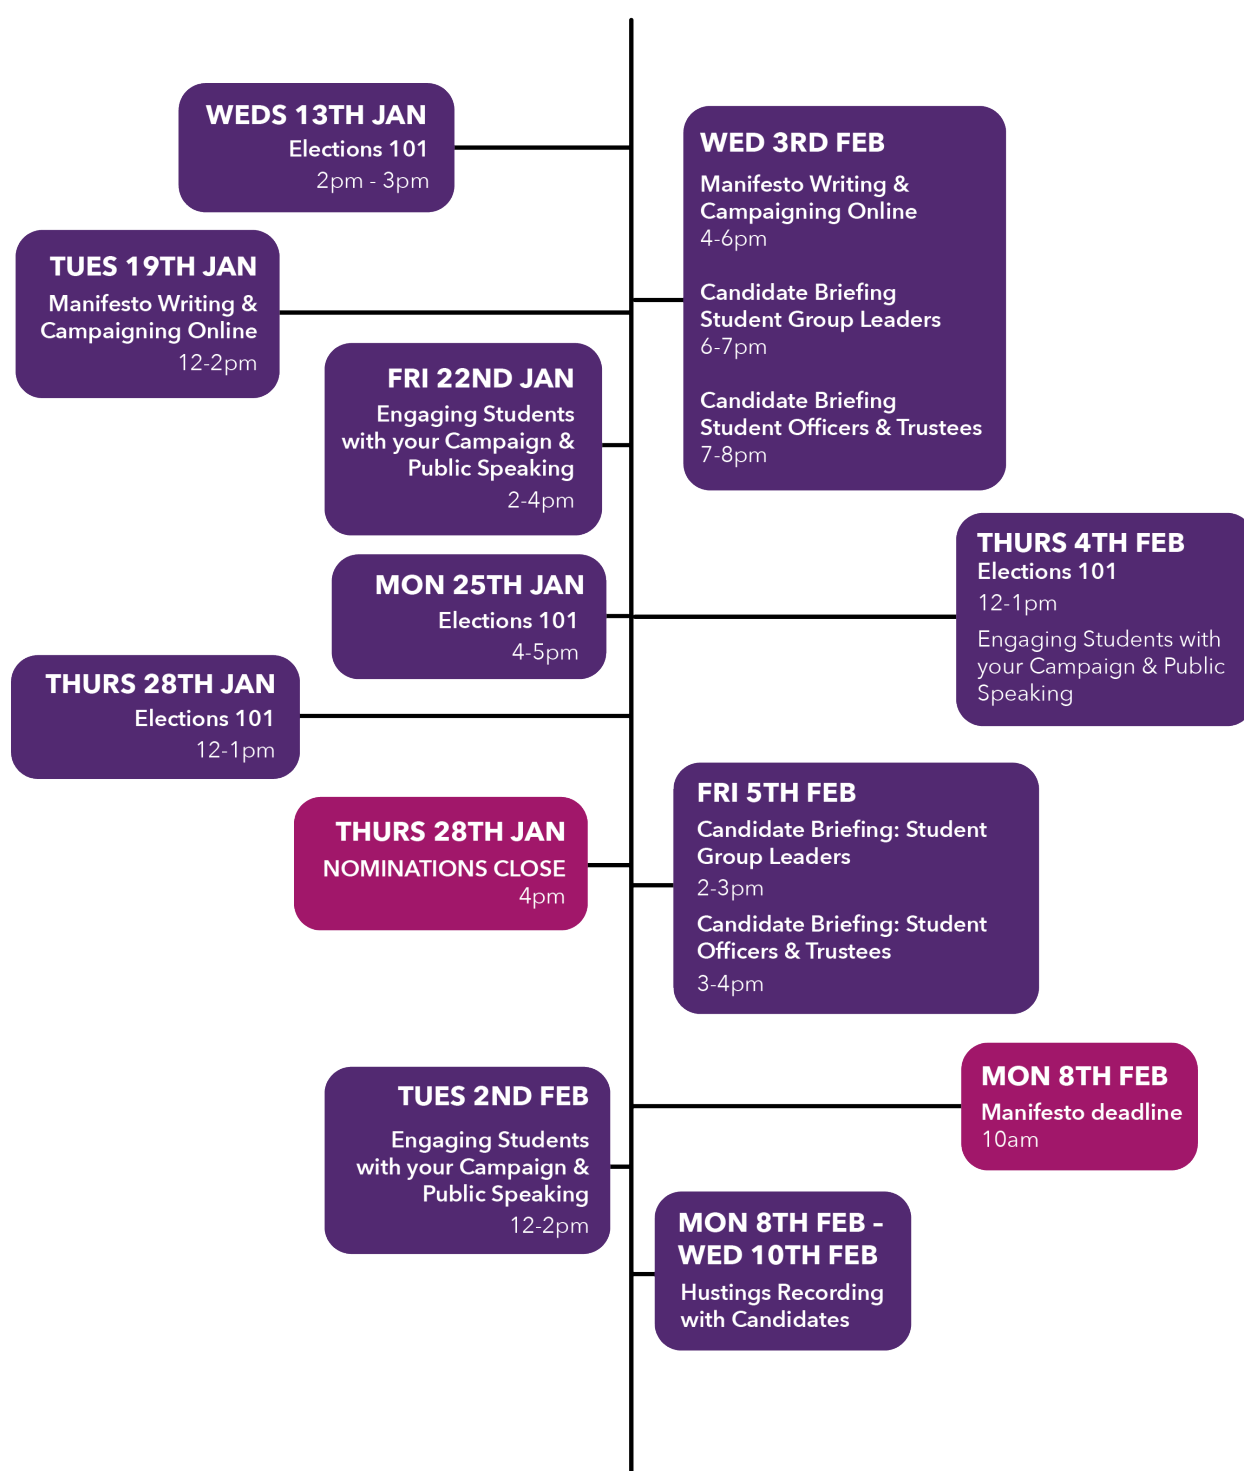 WEDS 13TH JAN
Elections 101
2pm - 3pm
TUES 19TH JAN
Manifesto Writing &
Campaigning Online
12-2pm
FRI 22ND JAN
Engaging Students
with your Campaign &
Public Speaking
2-4pm
MON 25TH JAN
Elections 101
4-5pm
THURS 28TH JAN
Elections 101
12-1pm
THURS 28TH JAN
NOMINATIONS CLOSE
4pm
TUES 2ND FEB
Engaging Students
with your Campaign &
Public Speaking
12-2pm
WED 3RD FEB
Manifesto Writing &
Campaigning Online
4-6pm
Candidate Briefing
Student Group Leaders
6-7pm
Candidate Briefing
Student Officers & Trustees
7-8pm
THURS 4TH FEB
Elections 101
12-1pm
Engaging Students with
your Campaign & Public
Speaking
FRI 5TH FEB
Candidate Briefing: Student
Group Leaders
2-3pm
Candidate Briefing: Student
Officers & Trustees
3-4pm
MON 8TH FEB
Manifesto deadline
10am
MON 8TH FEB –
WED 10TH FEB
Hustings Recording
with Candidates